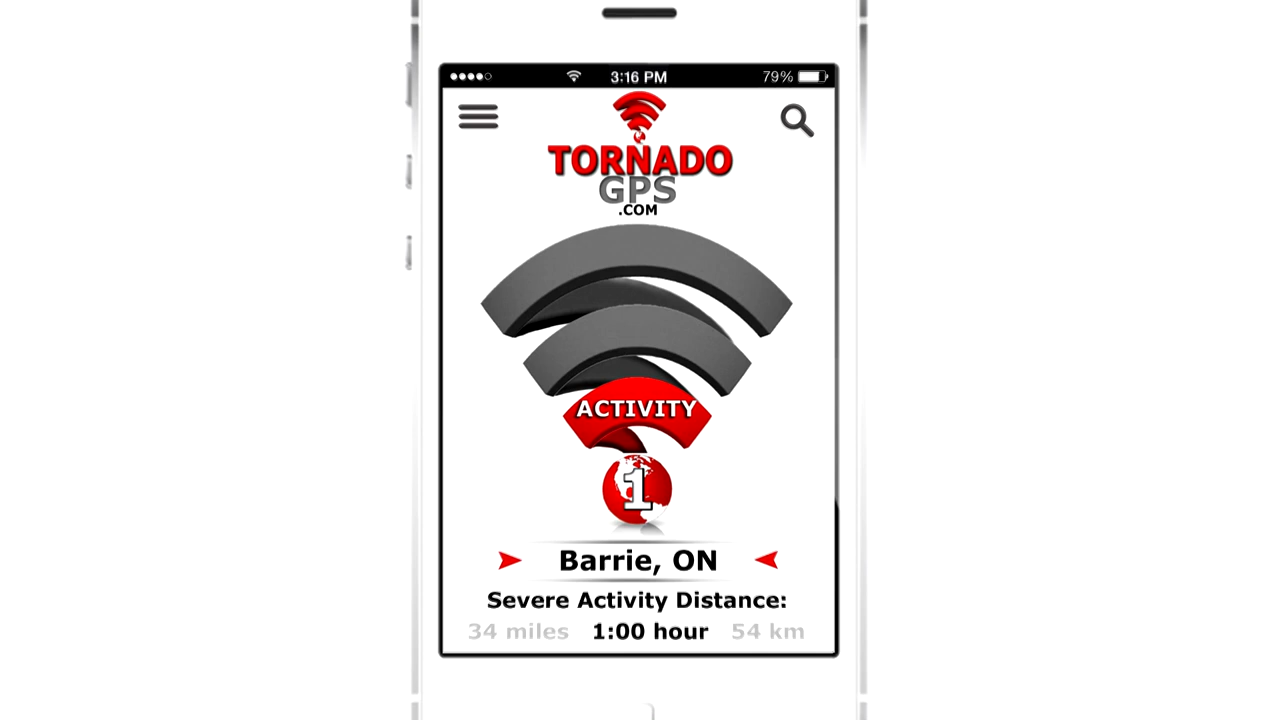 3:16 PM 79%
TORNADO
GPS
.COM
ACTIVITY
1
Barrie, ON
Severe Activity Distance:
34 miles 1:00 hour 54 km